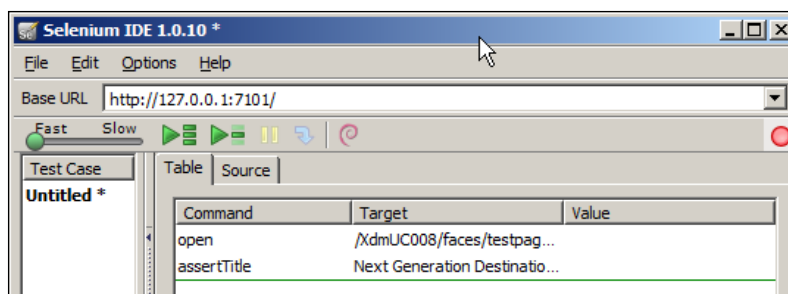 Selenium IDE 1.0.10 *
File Edit Options Help
Base URL http://127.0.0.1:7101/
Fast Slow
Test Case Table Source
Untitled *
Command Target Value
open /XdmUC008/faces/testpag...
assertTitle Next Generation Destinatio...